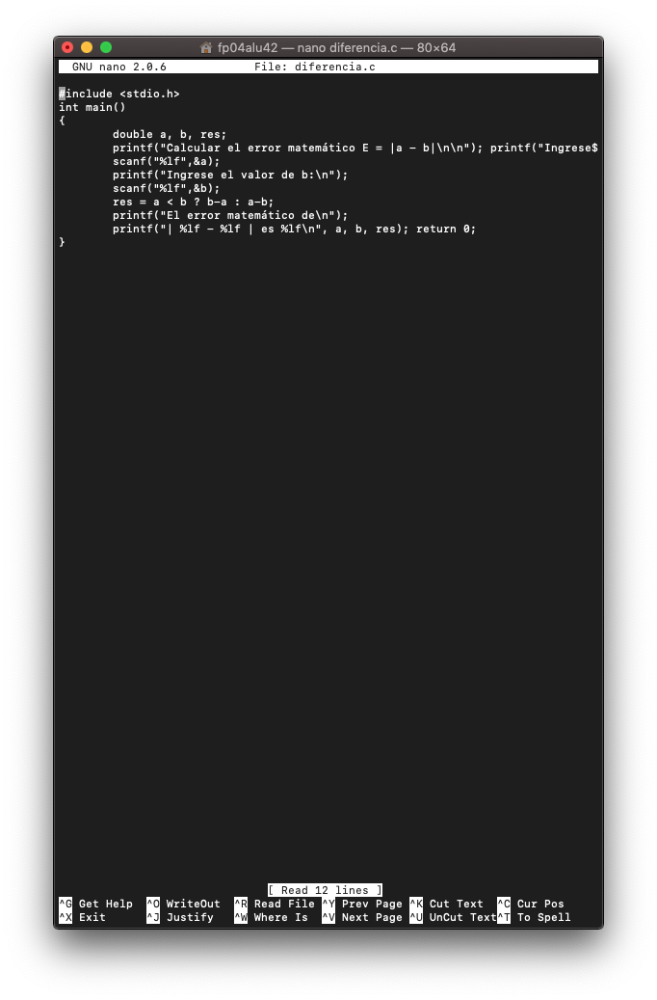 fp04alu42 — nano diferencia.c — 80×64
GNU nano 2.0.6 File: diferencia.c
#include <stdio.h>
int main()
{
double a, b, res;
printf("Calcular el error matemático E = |a - b|\n\n"); printf("Ingrese$
scanf("%lf",&a);
printf("Ingrese el valor de b:\n");
scanf("%lf",&b);
res = a < b ? b-a : a-b;
printf("El error matemático de\n");
printf("| %lf - %lf | es %lf\n", a, b, res); return 0;
}
[ Read 12 lines ]
^G Get Help ^O WriteOut ^R Read File ^Y Prev Page ^K Cut Text ^C Cur Pos
^X Exit ^J Justify ^W Where Is ^V Next Page ^U UnCut Text^T To Spell